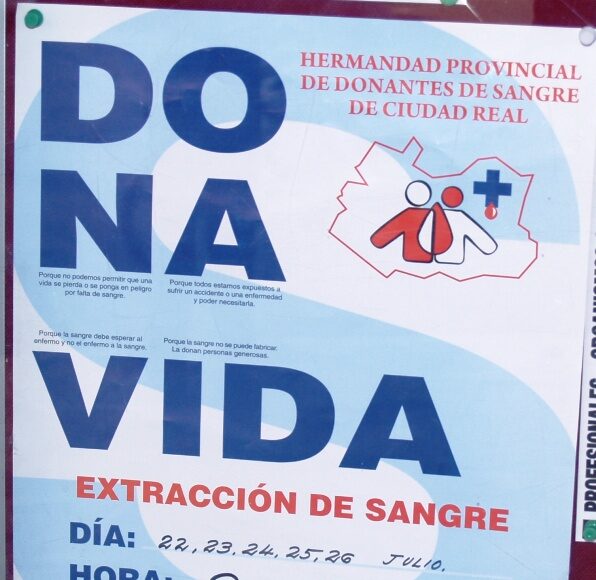 DO
NA
HERMANDAD PROVINCIAL
DE DONANTES DE SANGRE
DE CIUDAD REAL
Porque no podemos permitir que una
vida se pierda o se ponga en peligro
por falta de sangre.
Porque todos estamos expuestos a
sufrir un accidente o una enfermedad
y poder necesitarla.
Porque la sangre debe esperar al
enfermo y no el enfermo a la sangre.
Porque la sangre no se puede fabricar.
La donan personas generosas.
VIDA
EXTRACCIÓN DE SANGRE
DÍA: 22, 23, 24, 25, 26 JULIO.
HORA:
PROFESIONALES